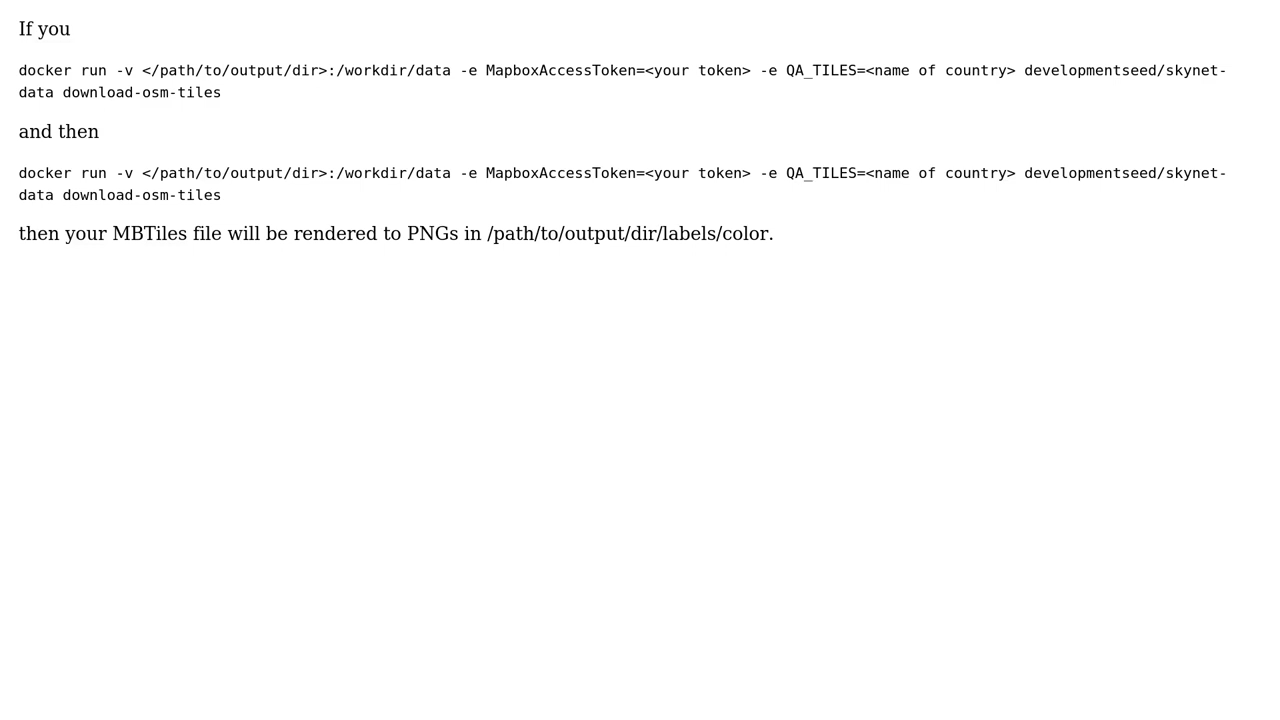 If you
docker run -v </path/to/output/dir>:/workdir/data -e MapboxAccessToken=<your token> -e QA_TILES=<name of country> developmentseed/skynet-
data download-osm-tiles
and then
docker run -v </path/to/output/dir>:/workdir/data -e MapboxAccessToken=<your token> -e QA_TILES=<name of country> developmentseed/skynet-
data download-osm-tiles
then your MBTiles file will be rendered to PNGs in /path/to/output/dir/labels/color.